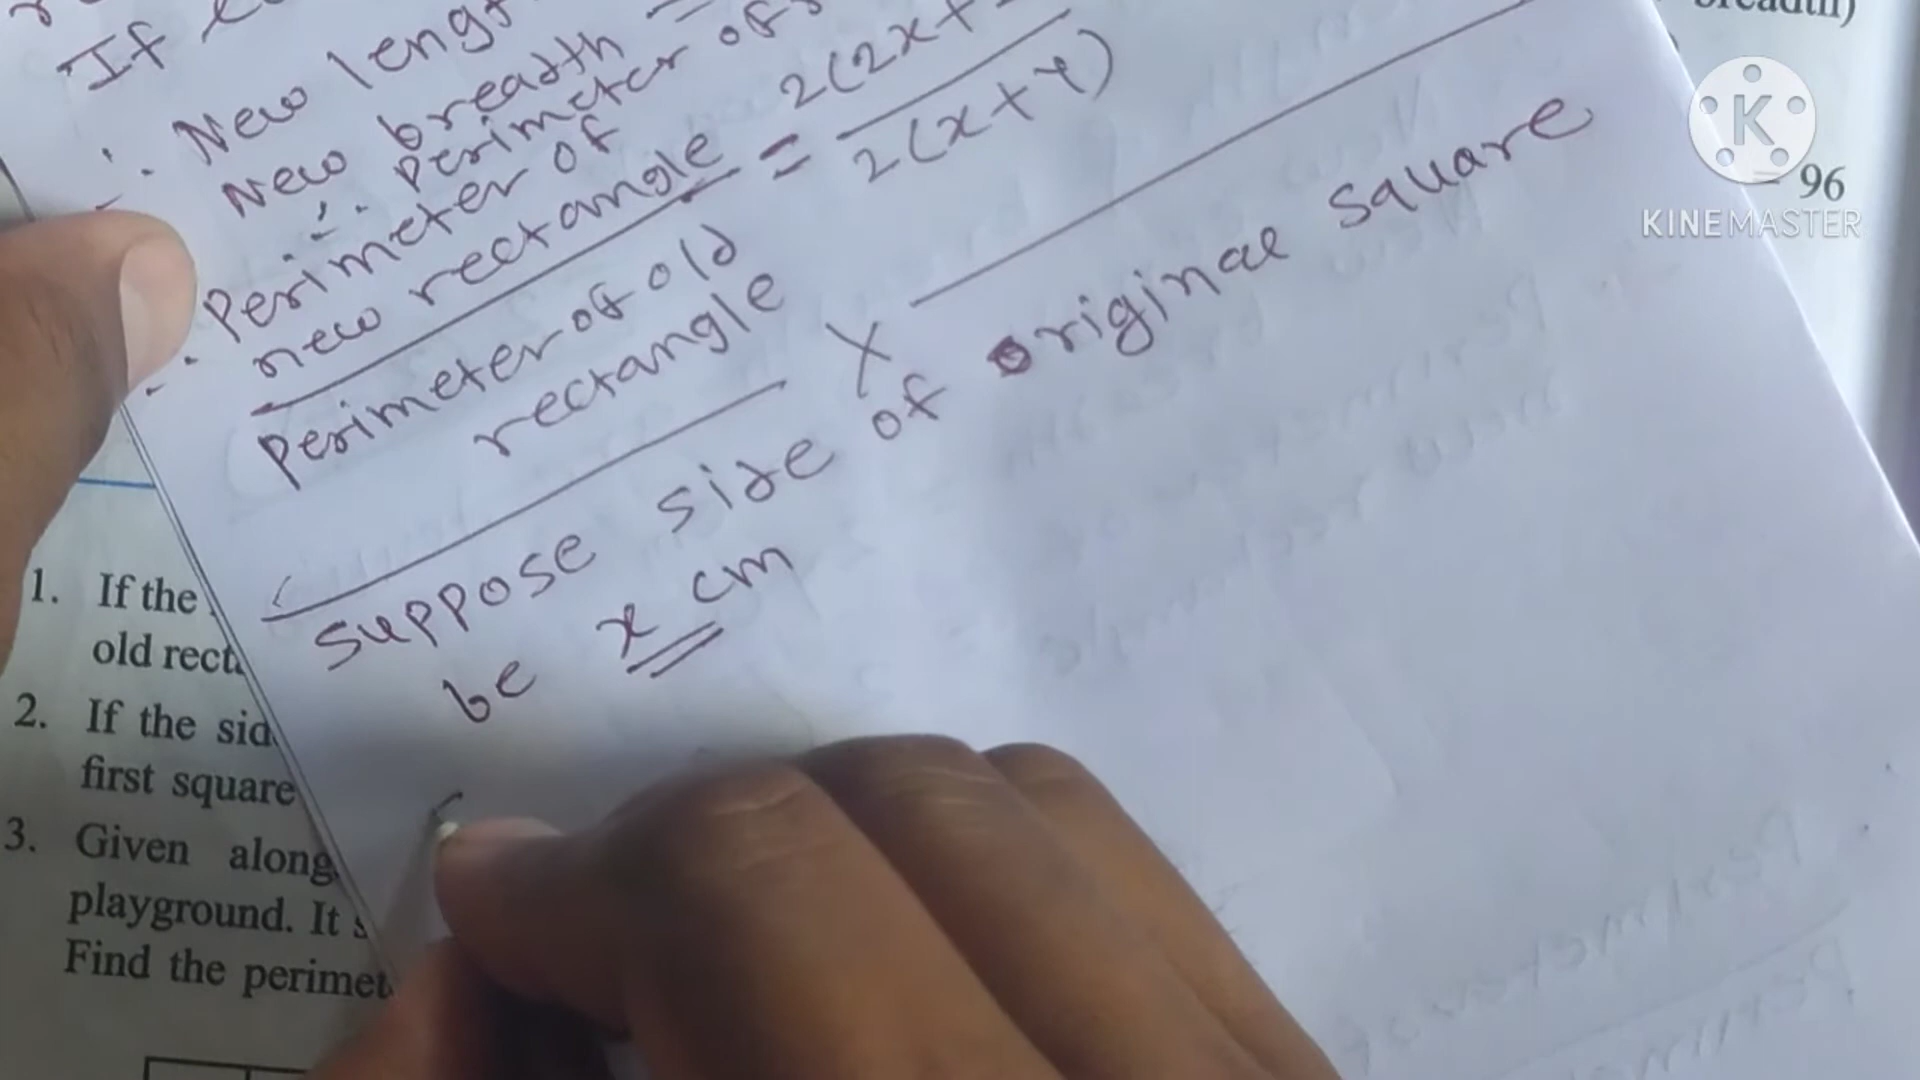 If
∴ New length
New breadth =
∴ Perimeter of
∴ Perimeter of
new rectangle = 2(2x+
2(x+y)
Perimeter of old
rectangle
X
suppose side of original square
be x cm
breadth)
96
KINEMASTER
1. If the
old rect
2. If the sid
first square
3. Given along
playground. It s
Find the perimet